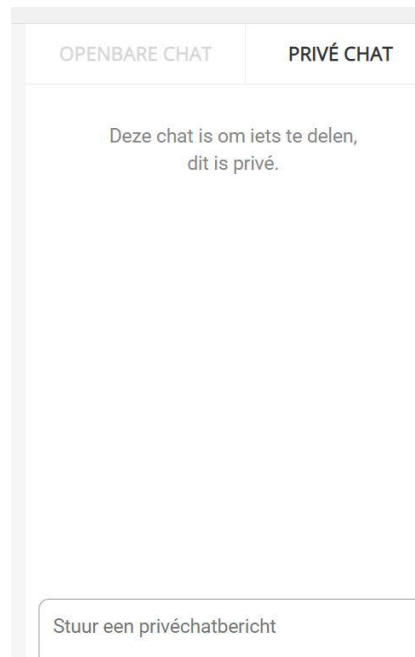 OPENBARE CHAT
PRIVÉ CHAT
Deze chat is om iets te delen,
dit is privé.
Stuur een privéchatbericht